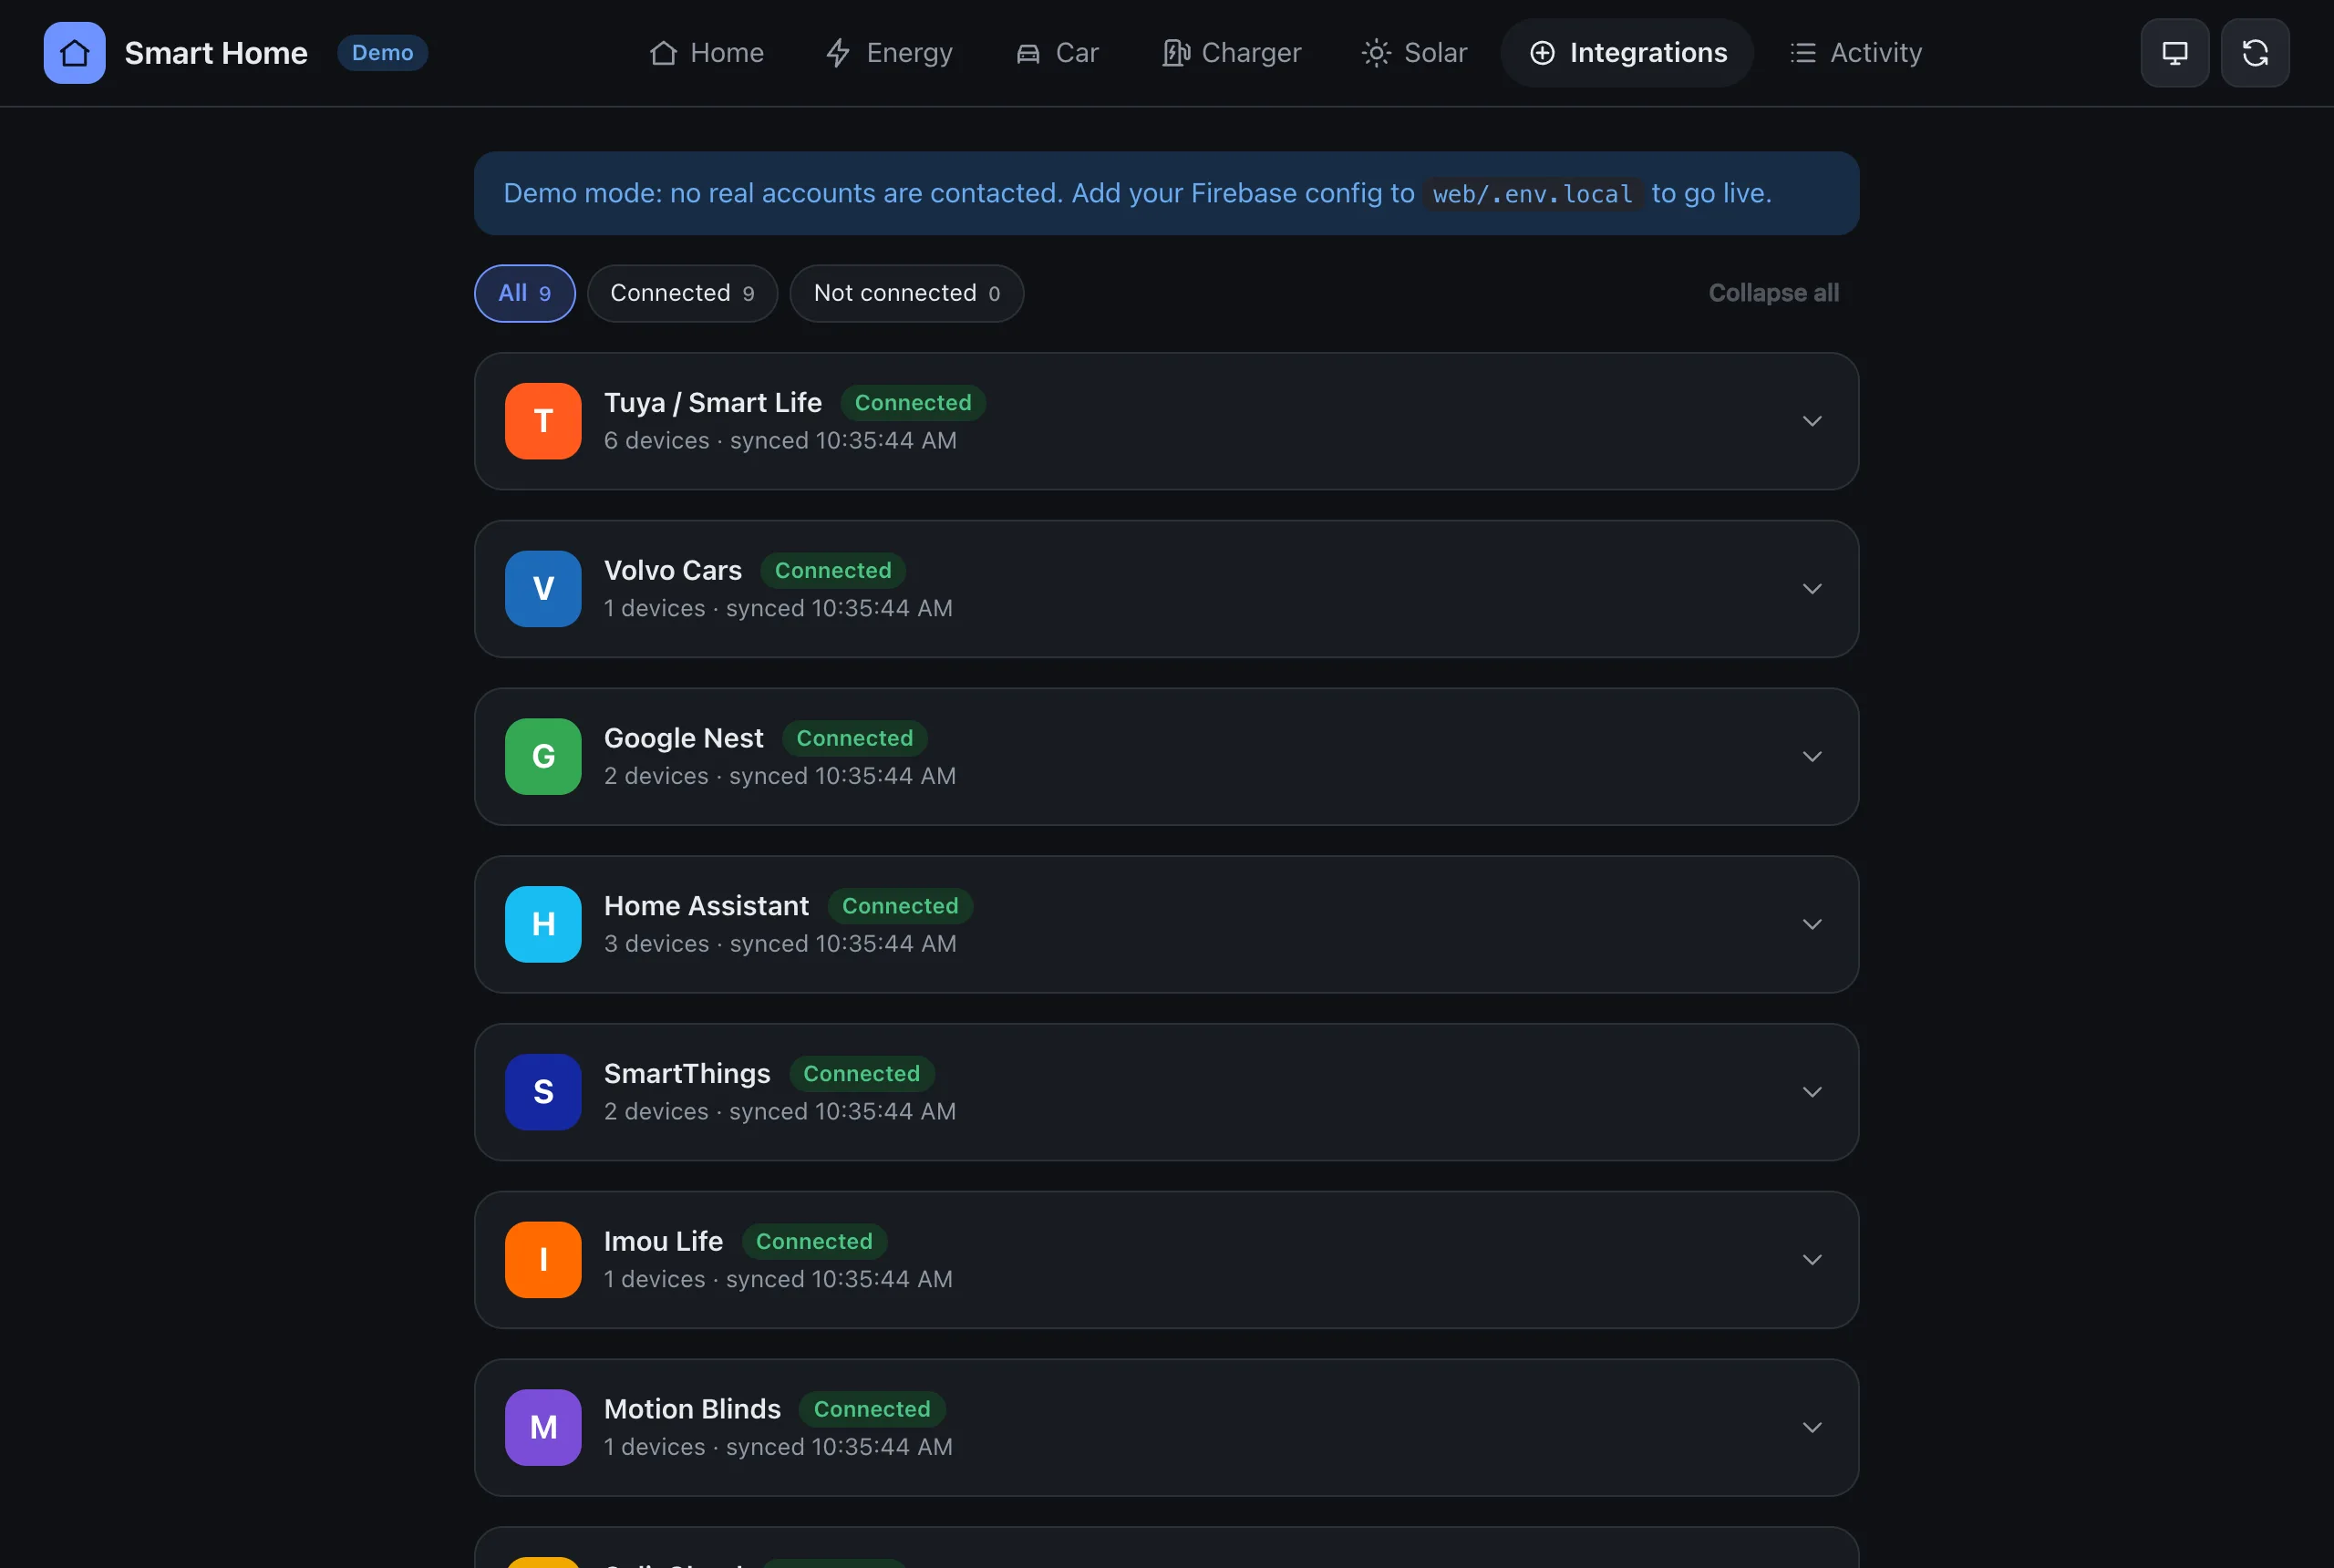 Smart Home Demo Home Energy Car Charger Solar Integrations Activity
Demo mode: no real accounts are contacted. Add your Firebase config to web/.env.local to go live.
All 9 Connected 9 Not connected 0 Collapse all
T
Tuya / Smart Life Connected
6 devices · synced 10:35:44 AM
V
Volvo Cars Connected
1 devices · synced 10:35:44 AM
G
Google Nest Connected
2 devices · synced 10:35:44 AM
H
Home Assistant Connected
3 devices · synced 10:35:44 AM
S
SmartThings Connected
2 devices · synced 10:35:44 AM
I
Imou Life Connected
1 devices · synced 10:35:44 AM
M
Motion Blinds Connected
1 devices · synced 10:35:44 AM